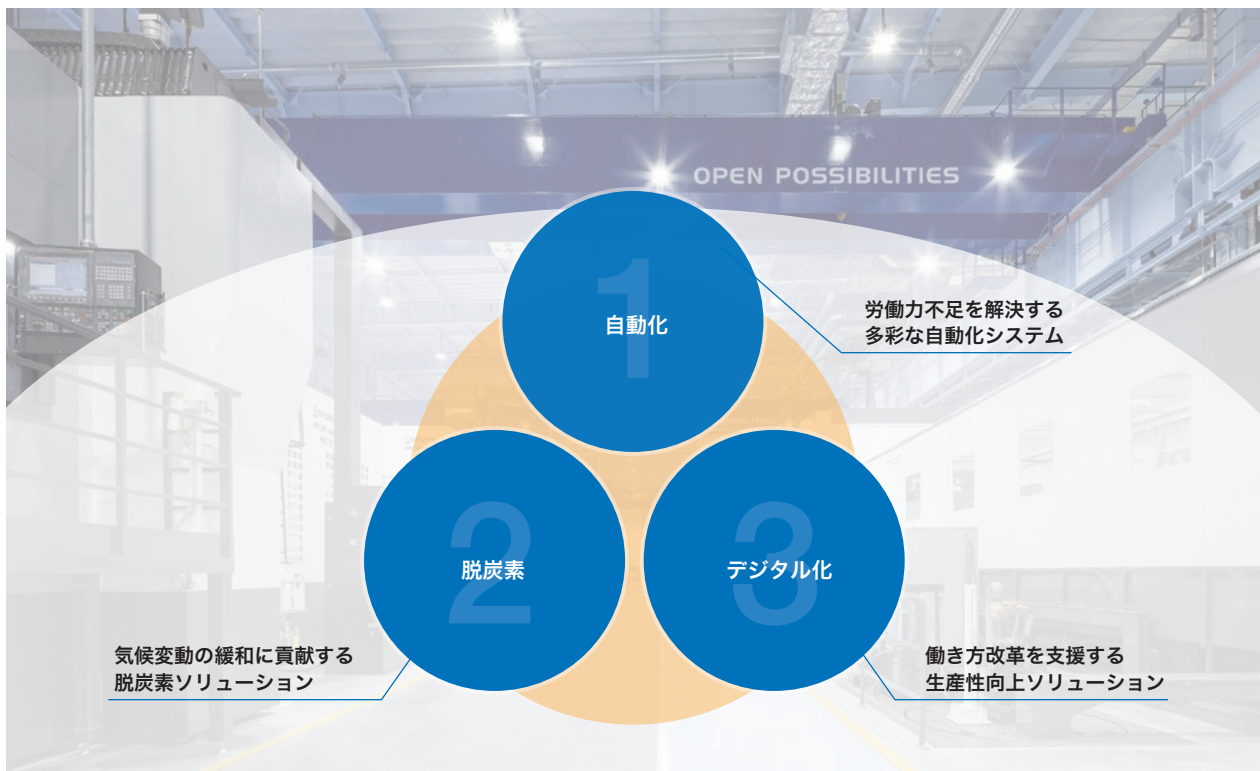 OPEN POSSIBILITIES
1
自動化
労働力不足を解決する
多彩な自動化システム
2
脱炭素
3
デジタル化
気候変動の緩和に貢献する
脱炭素ソリューション
働き方改革を支援する
生産性向上ソリューション